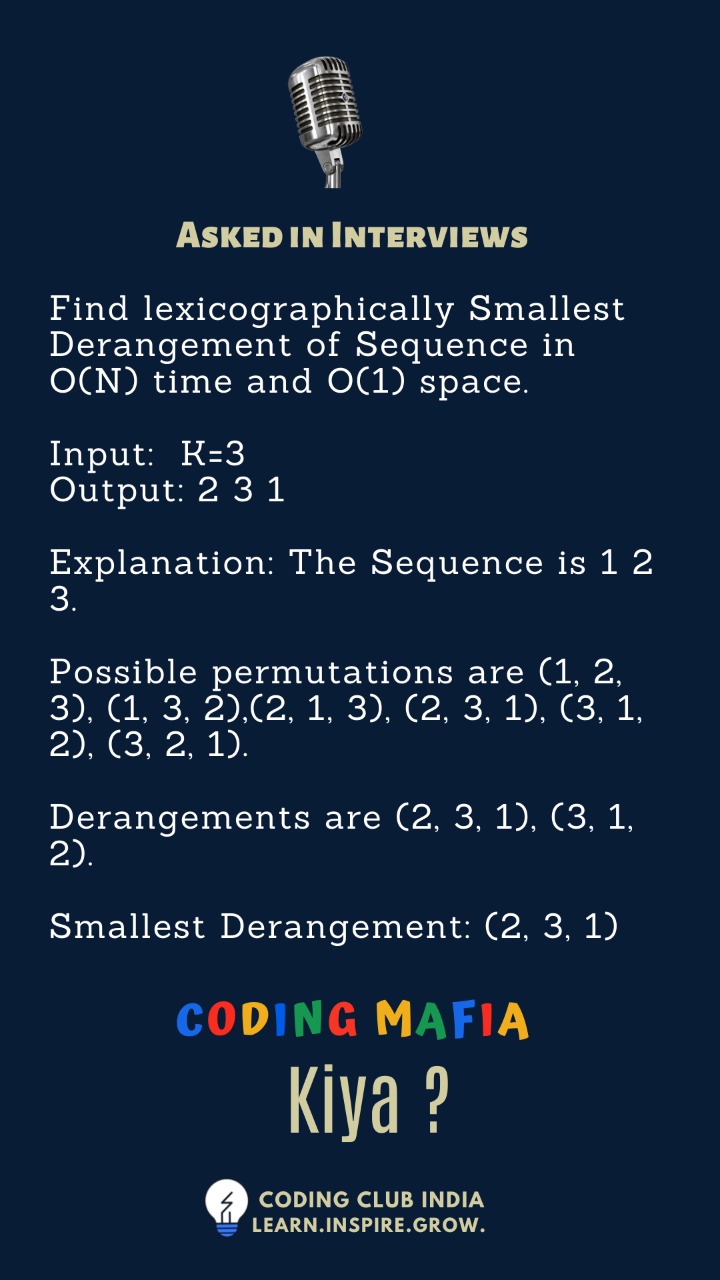 Asked in Interviews
Find lexicographically Smallest
Derangement of Sequence in
O(N) time and O(1) space.
Input:  K=3
Output: 2 3 1
Explanation: The Sequence is 1 2
3.
Possible permutations are (1, 2,
3), (1, 3, 2),(2, 1, 3), (2, 3, 1), (3, 1,
2), (3, 2, 1).
Derangements are (2, 3, 1), (3, 1,
2).
Smallest Derangement: (2, 3, 1)
CODING MAFIA
Kiya ?
CODING CLUB INDIA
LEARN.INSPIRE.GROW.